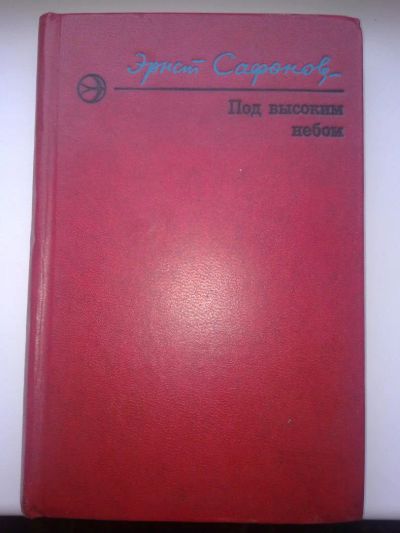 Эрнст Сафонов
Под высоким
небом